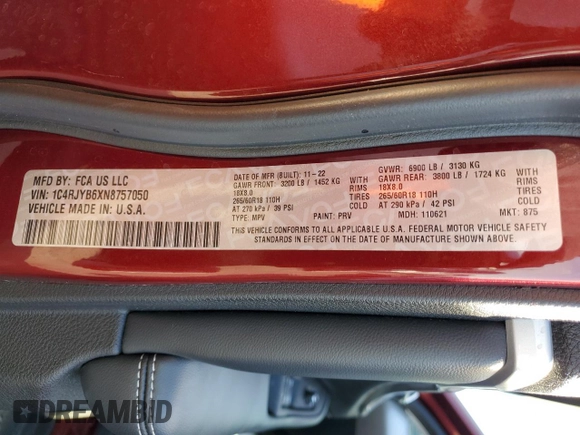 MFD BY: FCA US LLC
VIN: 1C4RJYB6XN8757050
VEHICLE MADE IN: U.S.A.
DATE OF MFR (BUILT): 11-22
GAWR FRONT: 3200 LB / 1452 KG
18X8.0 RIMS
265/60R18 110H TIRES
AT 270 kPa / 39 PSI
TYPE: MPV PAINT: PRV
GVWR: 6900 LB / 3130 KG
GAWR REAR: 3800 LB / 1724 KG
18X8.0 RIMS
265/60R18 110H TIRES
AT 290 kPa / 42 PSI
MDH: 110621 MKT: 875
THIS VEHICLE CONFORMS TO ALL APPLICABLE U.S.A. FEDERAL MOTOR VEHICLE SAFETY
STANDARDS IN EFFECT ON THE DATE OF MANUFACTURE SHOWN ABOVE.
DREAMBID